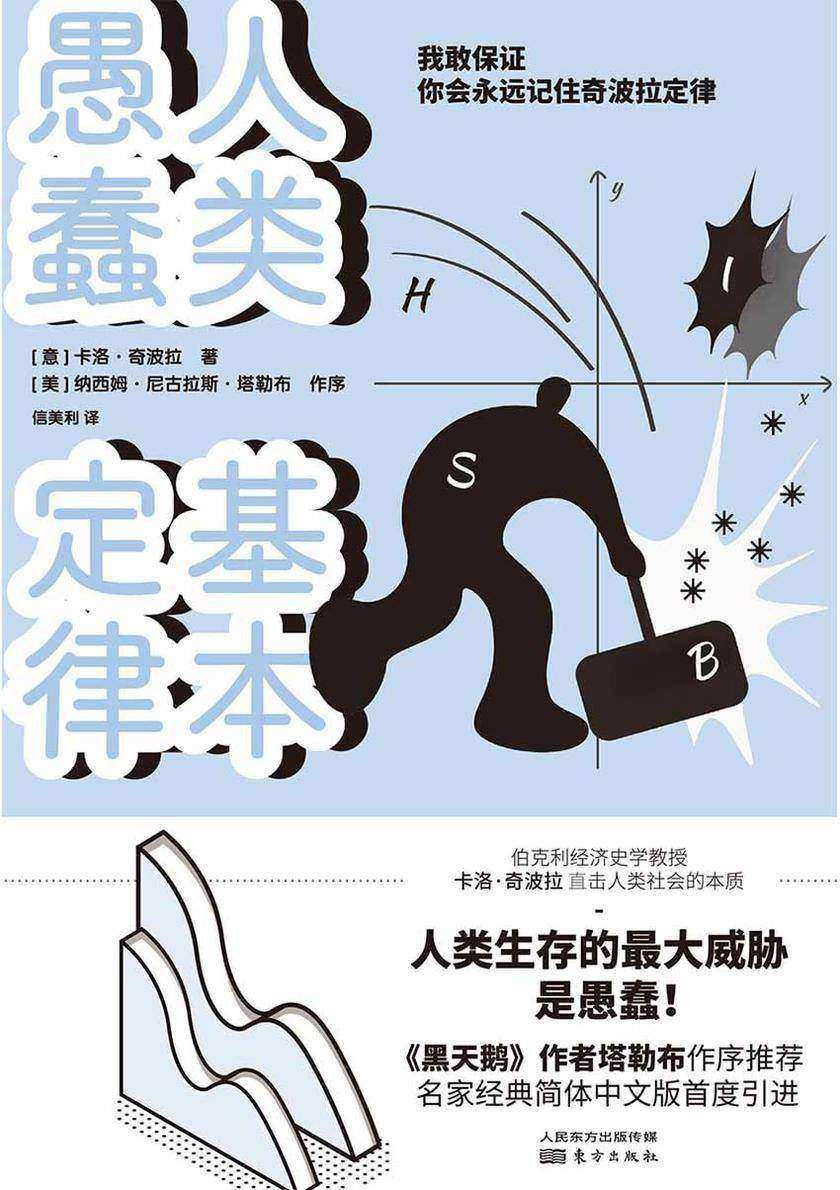 人类
愚蠢
基本
定律
我敢保证
你会永远记住奇波拉定律
[ 意 ] 卡洛·奇波拉 著
[ 美 ] 纳西姆·尼古拉斯·塔勒布 作序
信美利 译
y
I
H
x
S
B
伯克利经济史学教授
卡洛·奇波拉 直击人类社会的本质
-
人类生存的最大威胁
是愚蠢！
《黑天鹅》作者塔勒布作序推荐
名家经典简体中文版首度引进
人民东方出版传媒
东方出版社